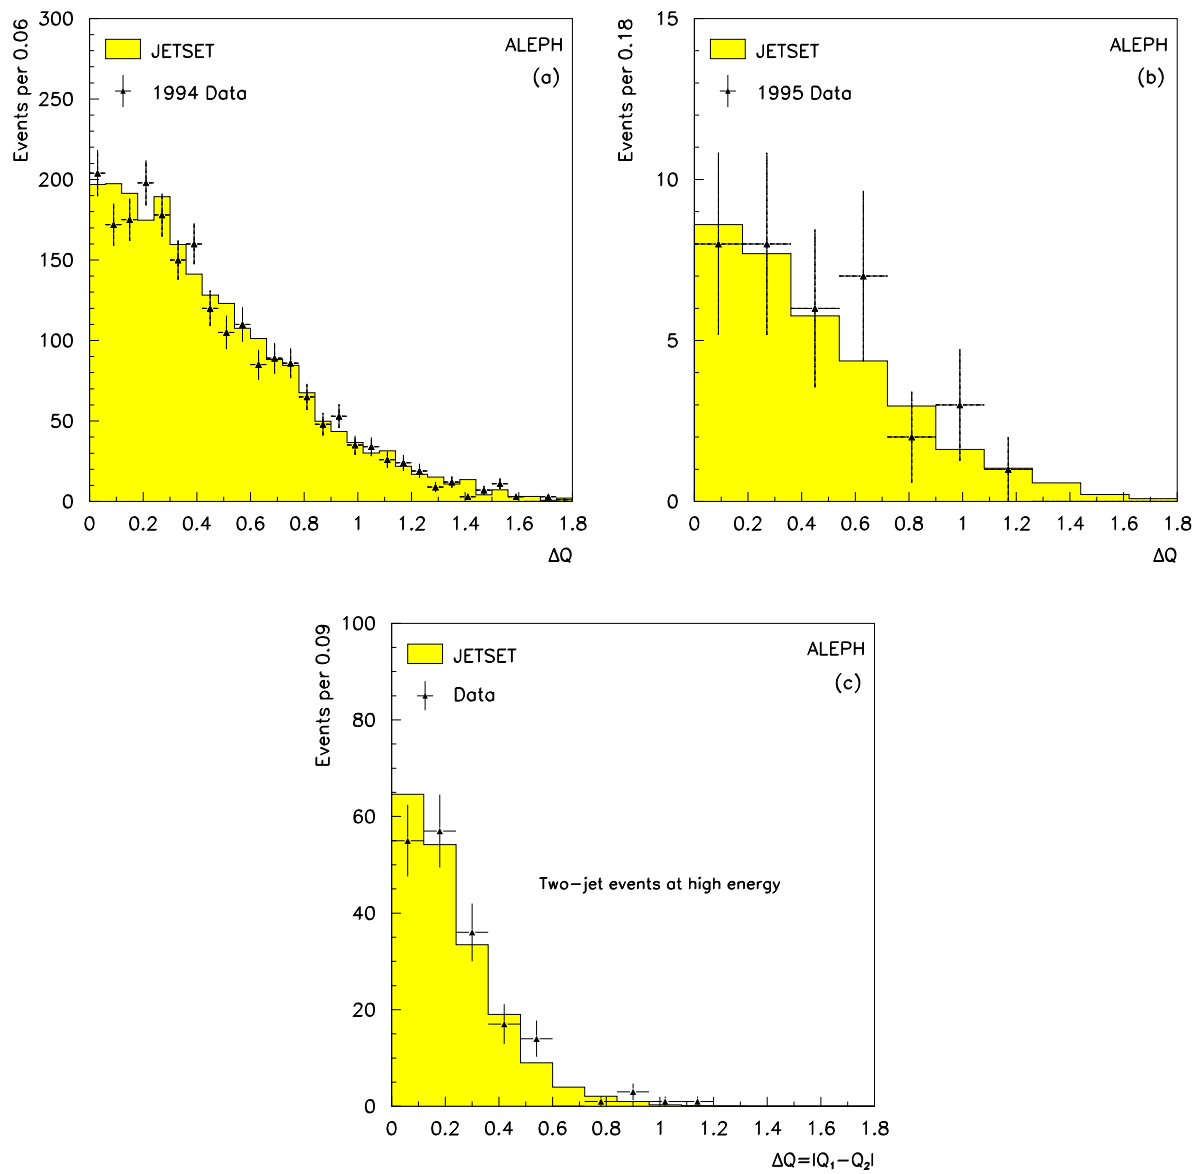 Events per 0.06
300
250
200
150
100
50
0
JETSET
1994 Data
ALEPH
(a)
0 0.2 0.4 0.6 0.8 1 1.2 1.4 1.6 1.8
ΔQ
Events per 0.18
15
10
5
0
JETSET
1995 Data
ALEPH
(b)
0 0.2 0.4 0.6 0.8 1 1.2 1.4 1.6 1.8
ΔQ
Events per 0.09
100
80
60
40
20
0
JETSET
Data
ALEPH
(c)
Two-jet events at high energy
0 0.2 0.4 0.6 0.8 1 1.2 1.4 1.6 1.8
ΔQ=|Q₁-Q₂|